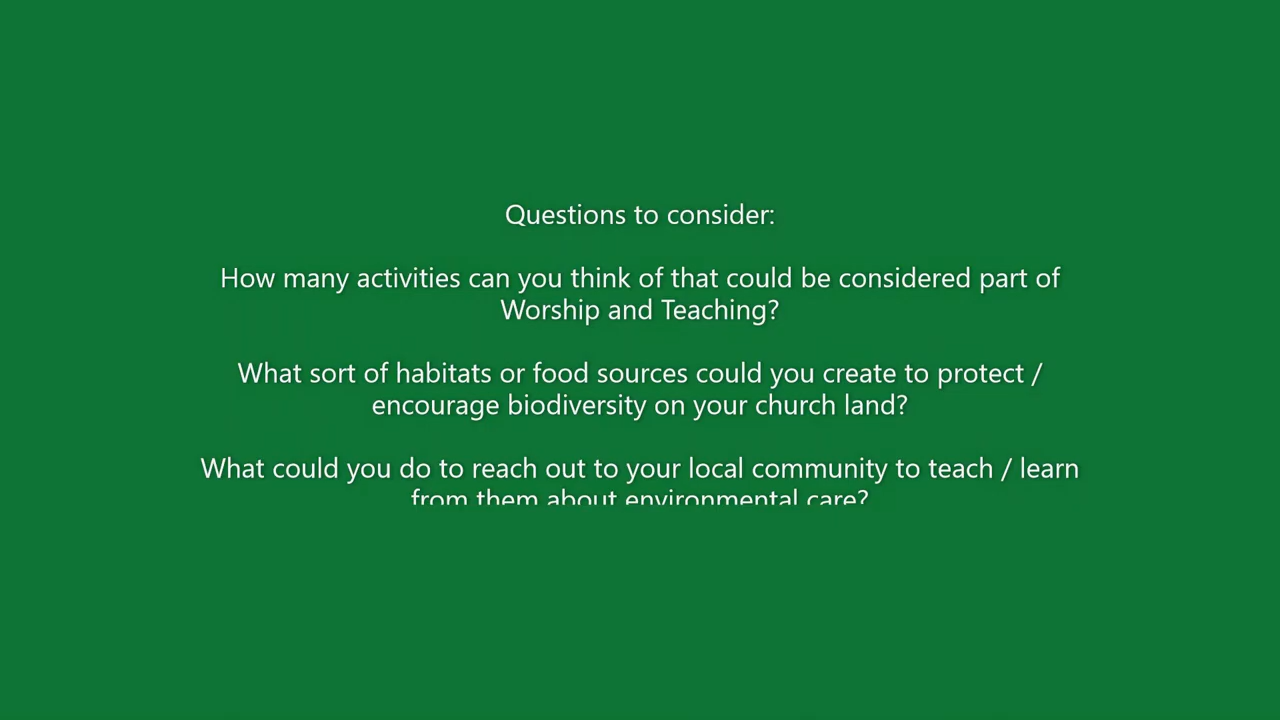 Questions to consider:
How many activities can you think of that could be considered part of
Worship and Teaching?
What sort of habitats or food sources could you create to protect /
encourage biodiversity on your church land?
What could you do to reach out to your local community to teach / learn
from them about environmental care?